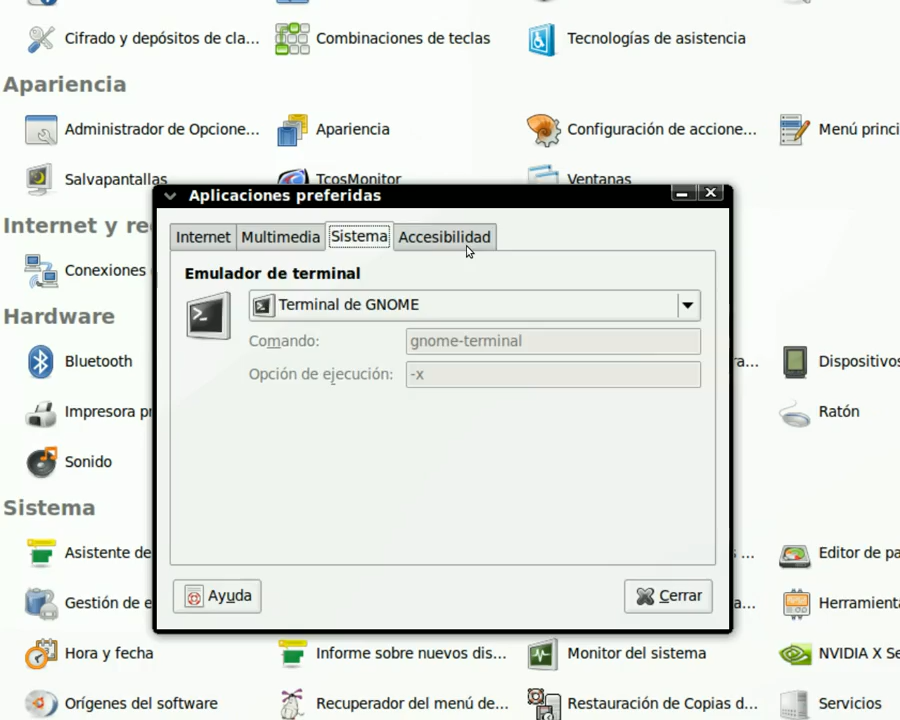 Cifrado y depósitos de cla... Combinaciones de teclas Tecnologías de asistencia
Apariencia
Administrador de Opcione... Apariencia Configuración de accione... Menú princi
Salvapantallas TcosMonitor Ventanas
Aplicaciones preferidas
Internet y re
Internet Multimedia Sistema Accesibilidad
Conexiones
Emulador de terminal
Terminal de GNOME
Hardware
Comando: gnome-terminal
Bluetooth Dispositivos
Opción de ejecución: -x
Impresora pr Ratón
Sonido
Sistema
Asistente de ... Editor de pa
Ayuda Cerrar
Gestión de e a... Herramienta
Hora y fecha Informe sobre nuevos dis... Monitor del sistema NVIDIA X Se
Orígenes del software Recuperador del menú de... Restauración de Copias d... Servicios